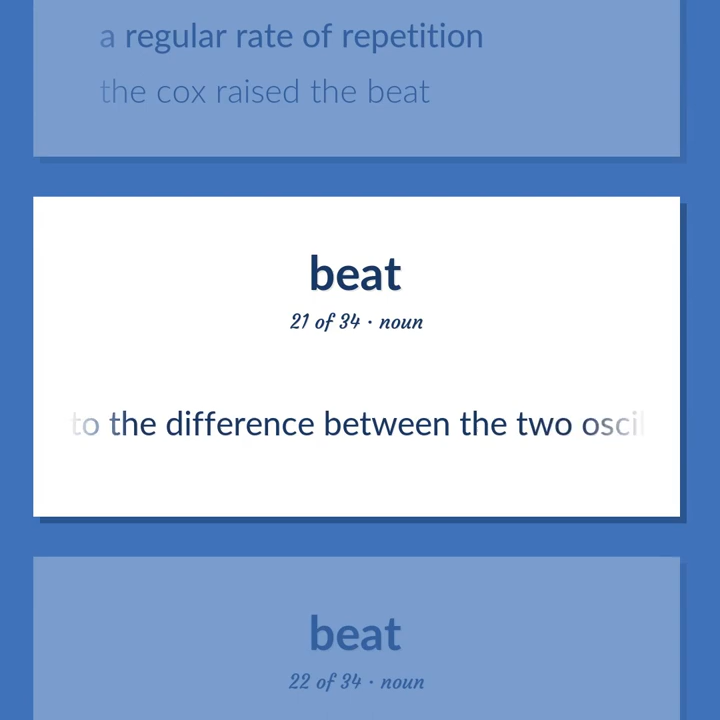 a regular rate of repetition
the cox raised the beat
beat
21 of 34 · noun
to the difference between the two oscil
beat
22 of 34 · noun